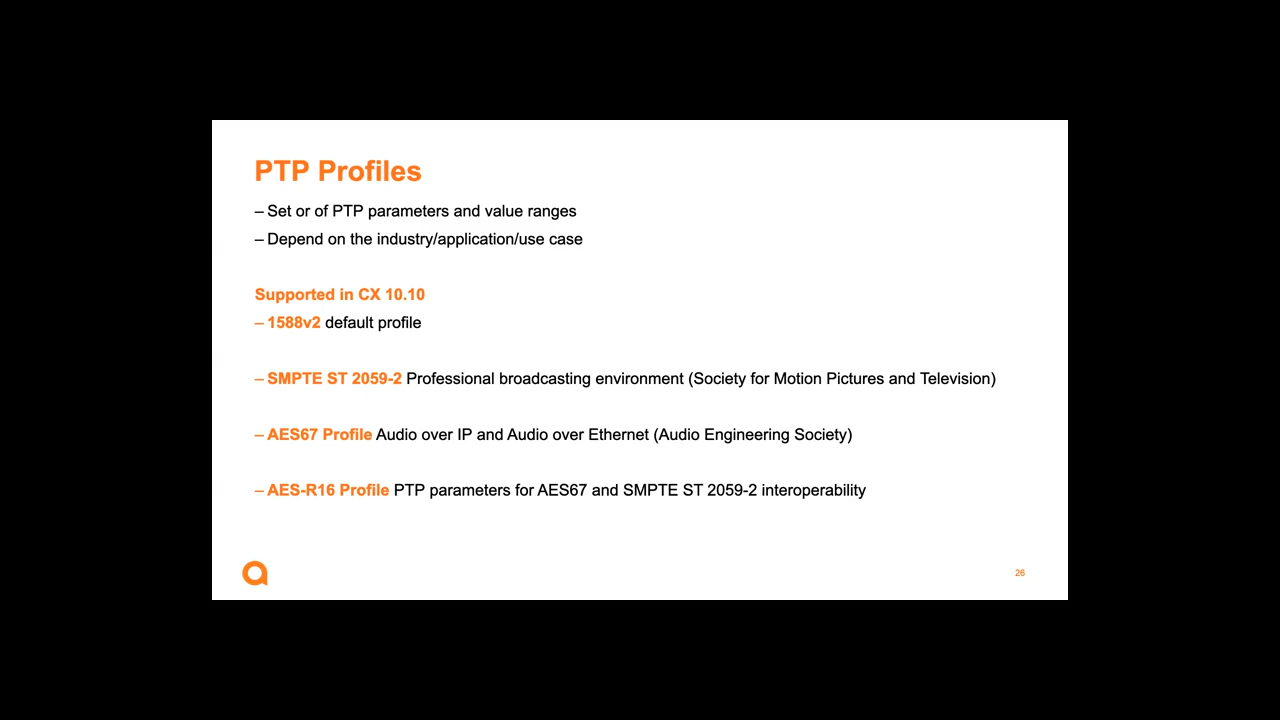 PTP Profiles
– Set or of PTP parameters and value ranges
– Depend on the industry/application/use case
Supported in CX 10.10
– 1588v2 default profile
– SMPTE ST 2059-2 Professional broadcasting environment (Society for Motion Pictures and Television)
– AES67 Profile Audio over IP and Audio over Ethernet (Audio Engineering Society)
– AES-R16 Profile PTP parameters for AES67 and SMPTE ST 2059-2 interoperability
26